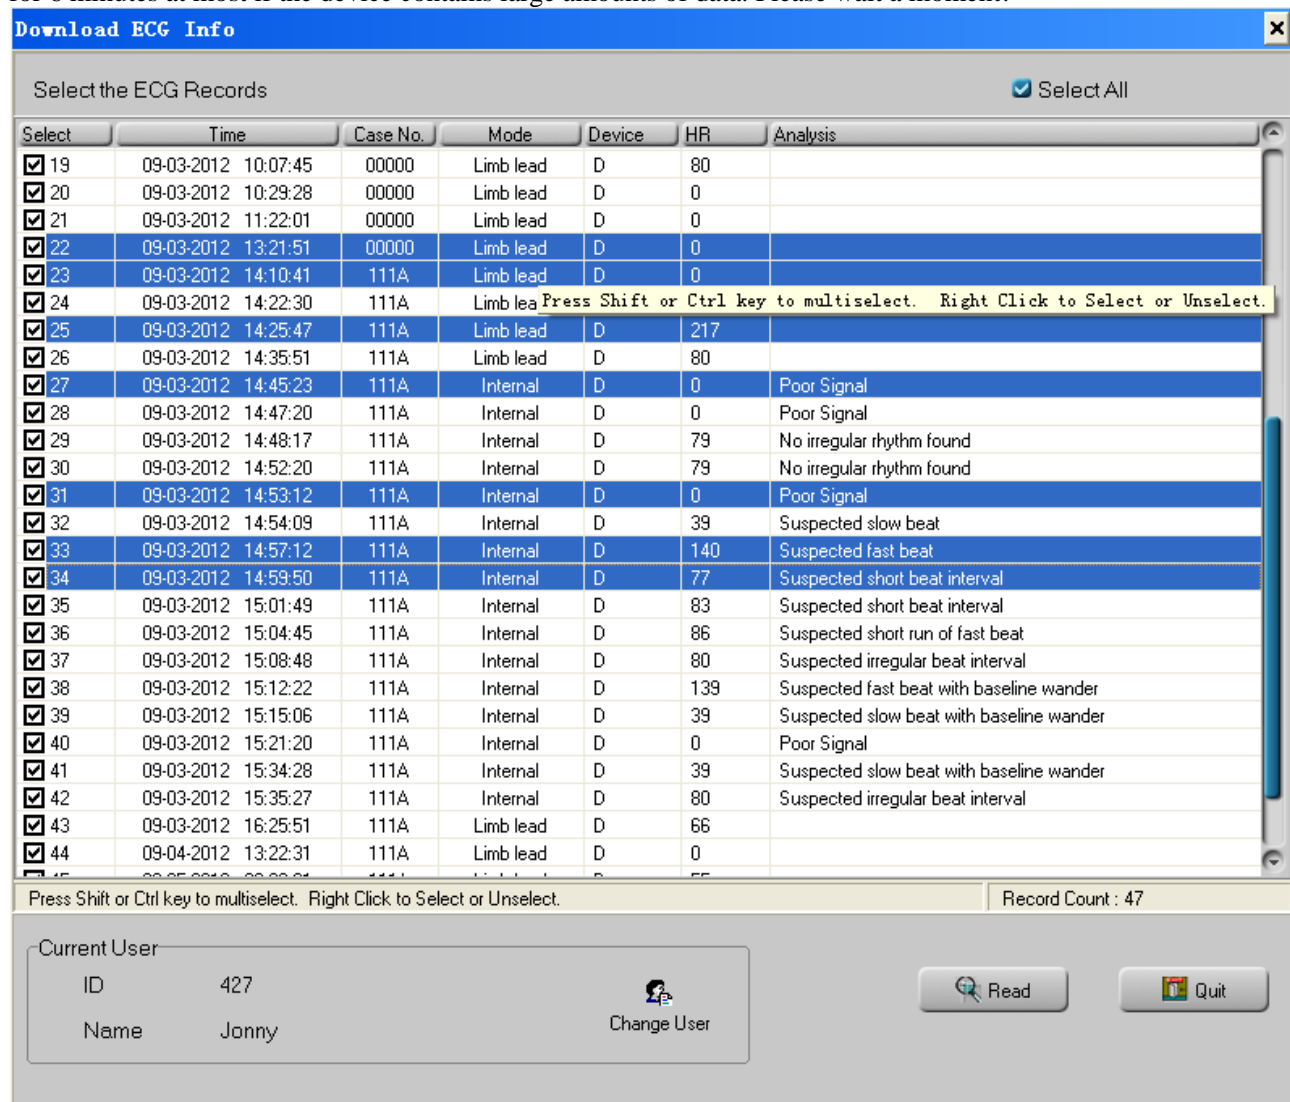 for 6 minutes at most if the device contains large amounts of data. Please wait a moment.
Download ECG Info
Select the ECG Records Select All
Select Time Case No. Mode Device HR Analysis
19 09-03-2012 10:07:45 00000 Limb lead D 80
20 09-03-2012 10:29:28 00000 Limb lead D 0
21 09-03-2012 11:22:01 00000 Limb lead D 0
22 09-03-2012 13:21:51 00000 Limb lead D 0
23 09-03-2012 14:10:41 111A Limb lead D 0
24 09-03-2012 14:22:30 111A Limb lea Press Shift or Ctrl key to multiselect. Right Click to Select or Unselect.
25 09-03-2012 14:25:47 111A Limb lead D 217
26 09-03-2012 14:35:51 111A Limb lead D 80
27 09-03-2012 14:45:23 111A Internal D 0 Poor Signal
28 09-03-2012 14:47:20 111A Internal D 0 Poor Signal
29 09-03-2012 14:48:17 111A Internal D 79 No irregular rhythm found
30 09-03-2012 14:52:20 111A Internal D 79 No irregular rhythm found
31 09-03-2012 14:53:12 111A Internal D 0 Poor Signal
32 09-03-2012 14:54:09 111A Internal D 39 Suspected slow beat
33 09-03-2012 14:57:12 111A Internal D 140 Suspected fast beat
34 09-03-2012 14:59:50 111A Internal D 77 Suspected short beat interval
35 09-03-2012 15:01:49 111A Internal D 83 Suspected short beat interval
36 09-03-2012 15:04:45 111A Internal D 86 Suspected short run of fast beat
37 09-03-2012 15:08:48 111A Internal D 80 Suspected irregular beat interval
38 09-03-2012 15:12:22 111A Internal D 139 Suspected fast beat with baseline wander
39 09-03-2012 15:15:06 111A Internal D 39 Suspected slow beat with baseline wander
40 09-03-2012 15:21:20 111A Internal D 0 Poor Signal
41 09-03-2012 15:34:28 111A Internal D 39 Suspected slow beat with baseline wander
42 09-03-2012 15:35:27 111A Internal D 80 Suspected irregular beat interval
43 09-03-2012 16:25:51 111A Limb lead D 66
44 09-04-2012 13:22:31 111A Limb lead D 0
Press Shift or Ctrl key to multiselect. Right Click to Select or Unselect. Record Count : 47
Current User
ID 427
Name Jonny
Change User
Read
Quit